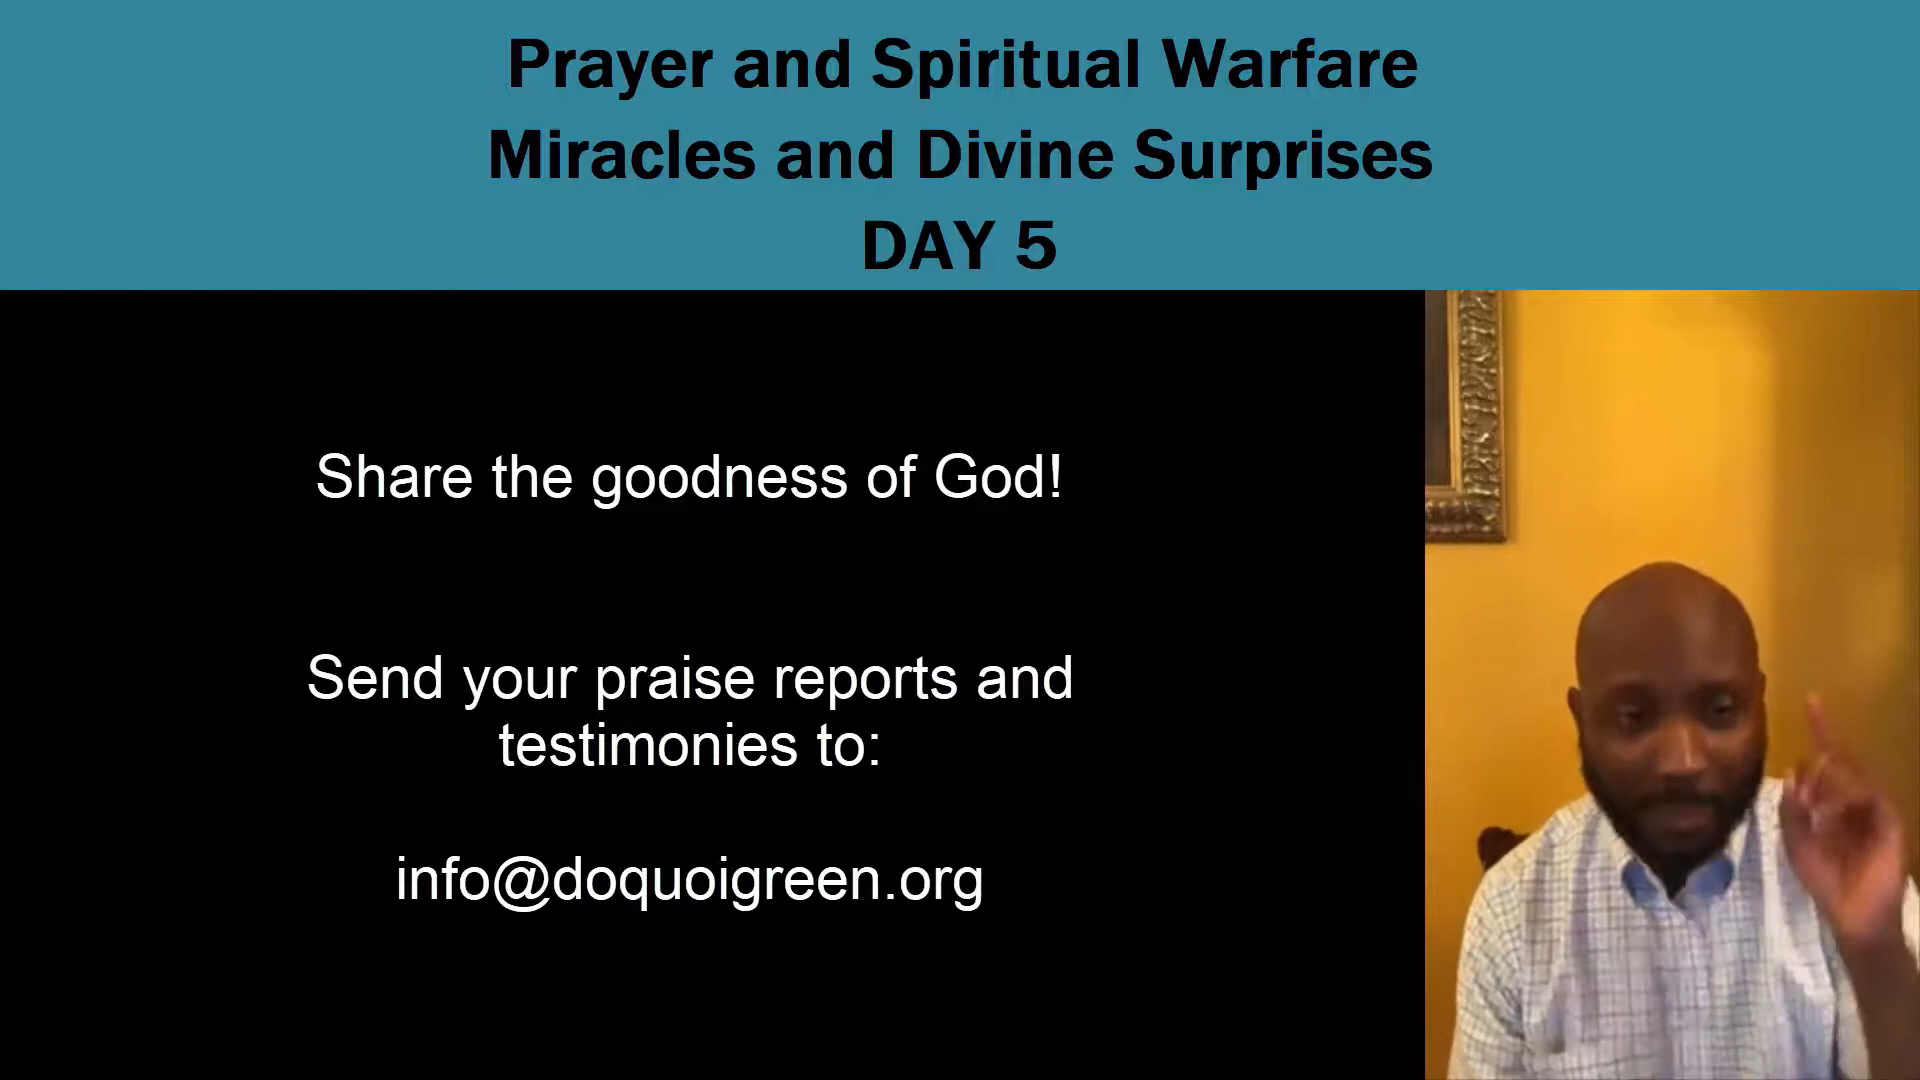 Prayer and Spiritual Warfare
Miracles and Divine Surprises
DAY 5
Share the goodness of God!
Send your praise reports and
testimonies to:
info@doquoigreen.org